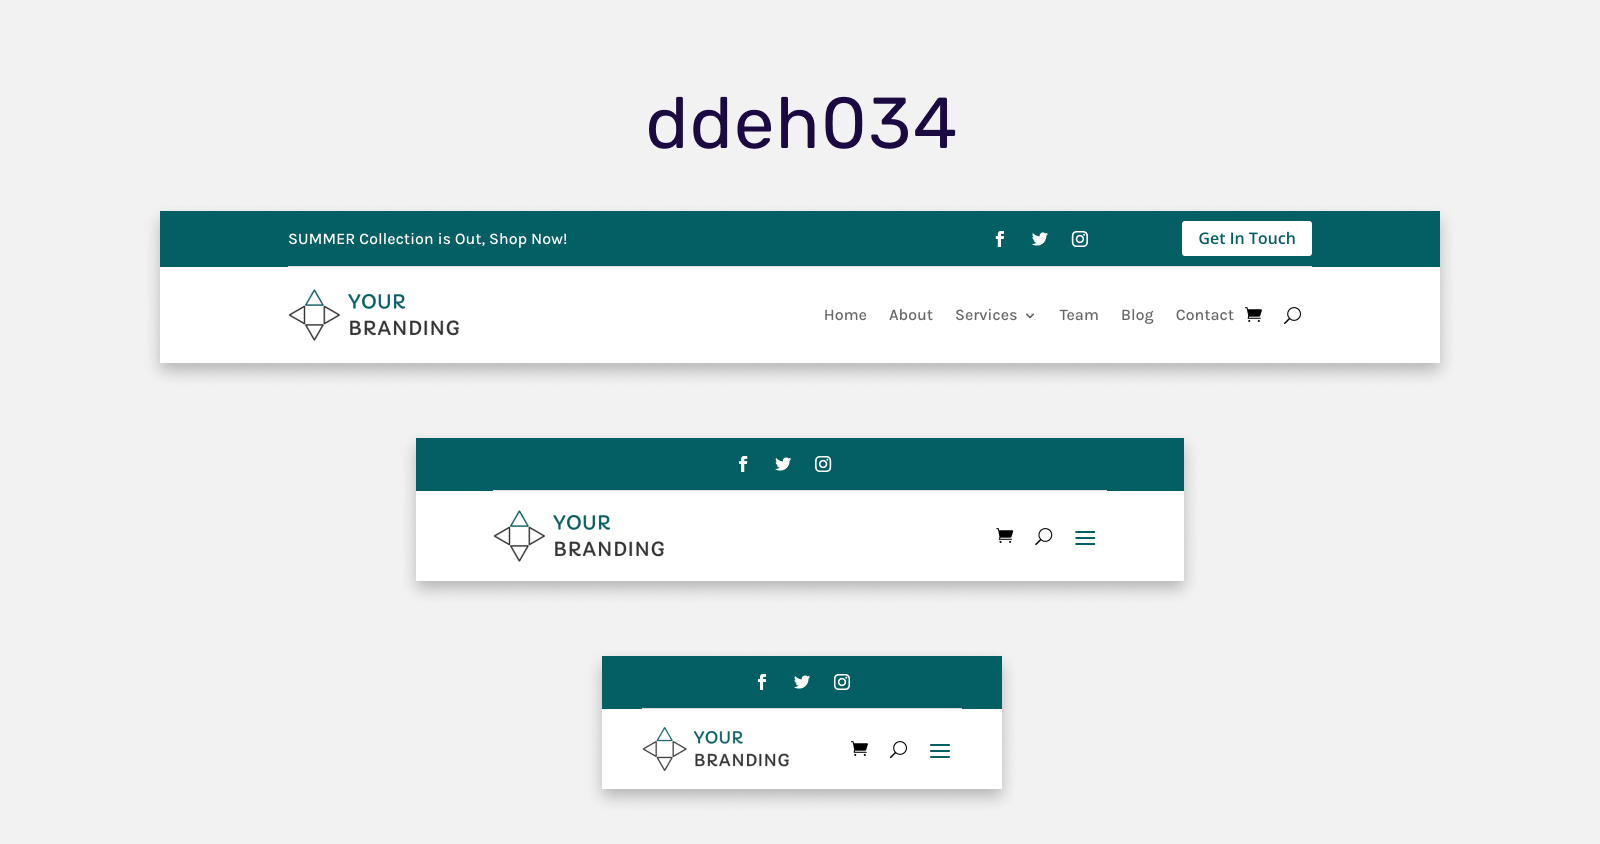 ddeh034
SUMMER Collection is Out, Shop Now!
Get In Touch
YOUR
BRANDING
Home About Services Team Blog Contact
YOUR
BRANDING
YOUR
BRANDING